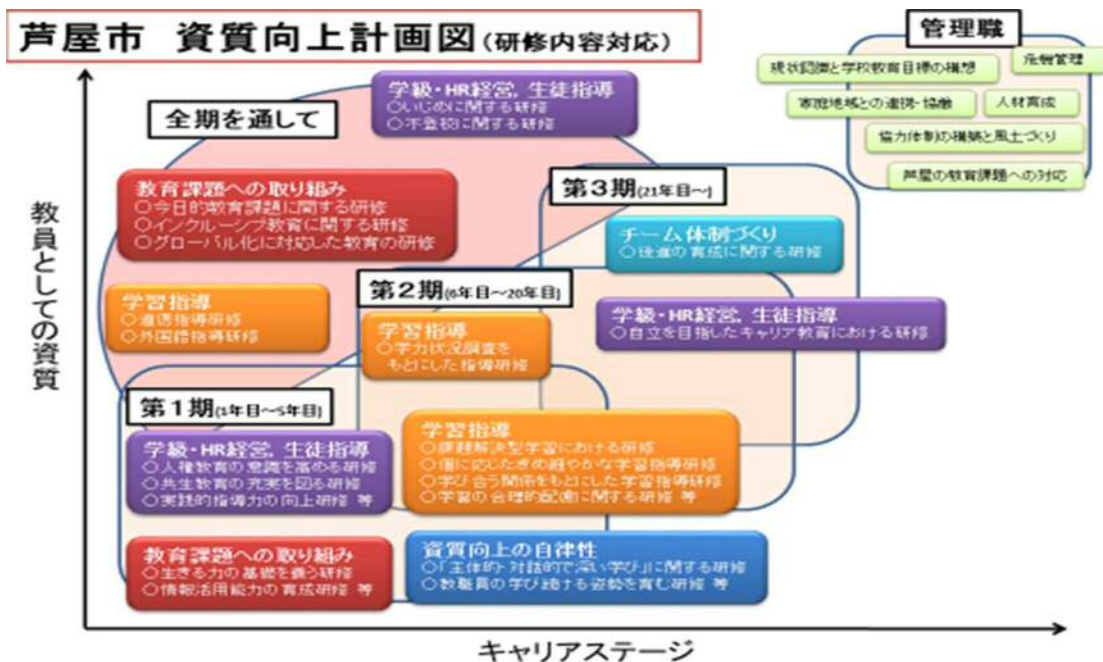 芦屋市 資質向上計画図(研修内容対応)
管理職
現状認識と学校教育目標の構想
危機管理
家庭地域との連携・協働
人材育成
協力体制の構築と風土づくり
芦屋の教育課題への対応
教員としての資質
全期を通して
学級・HR経営, 生徒指導
○いじめに関する研修
○不登校に関する研修
教育課題への取り組み
○今日的教育課題に関する研修
○インクルーシブ教育に関する研修
○グローバル化に対応した教育の研修
学習指導
○道徳指導研修
○外国語指導研修
第3期(21年目~)
チーム体制づくり
○後進の育成に関する研修
学級・HR経営, 生徒指導
○自立を目指したキャリア教育における研修
第2期(6年目~20年目)
学習指導
○学力状況調査を
もとにした指導研修
第1期(1年目~5年目)
学級・HR経営, 生徒指導
○人権教育の意識を高める研修
○共生教育の充実を図る研修
○実践的指導力の向上研修 等
学習指導
○課題解決型学習における研修
○個に応じたきめ細やかな学習指導研修
○学び合う関係をもとにした学習指導研修
○学習の合理的配慮に関する研修 等
教育課題への取り組み
○生きる力の基礎を養う研修
○情報活用能力の育成研修 等
資質向上の自律性
○「主体的・対話的で深い学び」に関する研修
○教職員の学び続ける姿勢を育む研修 等
キャリアステージ